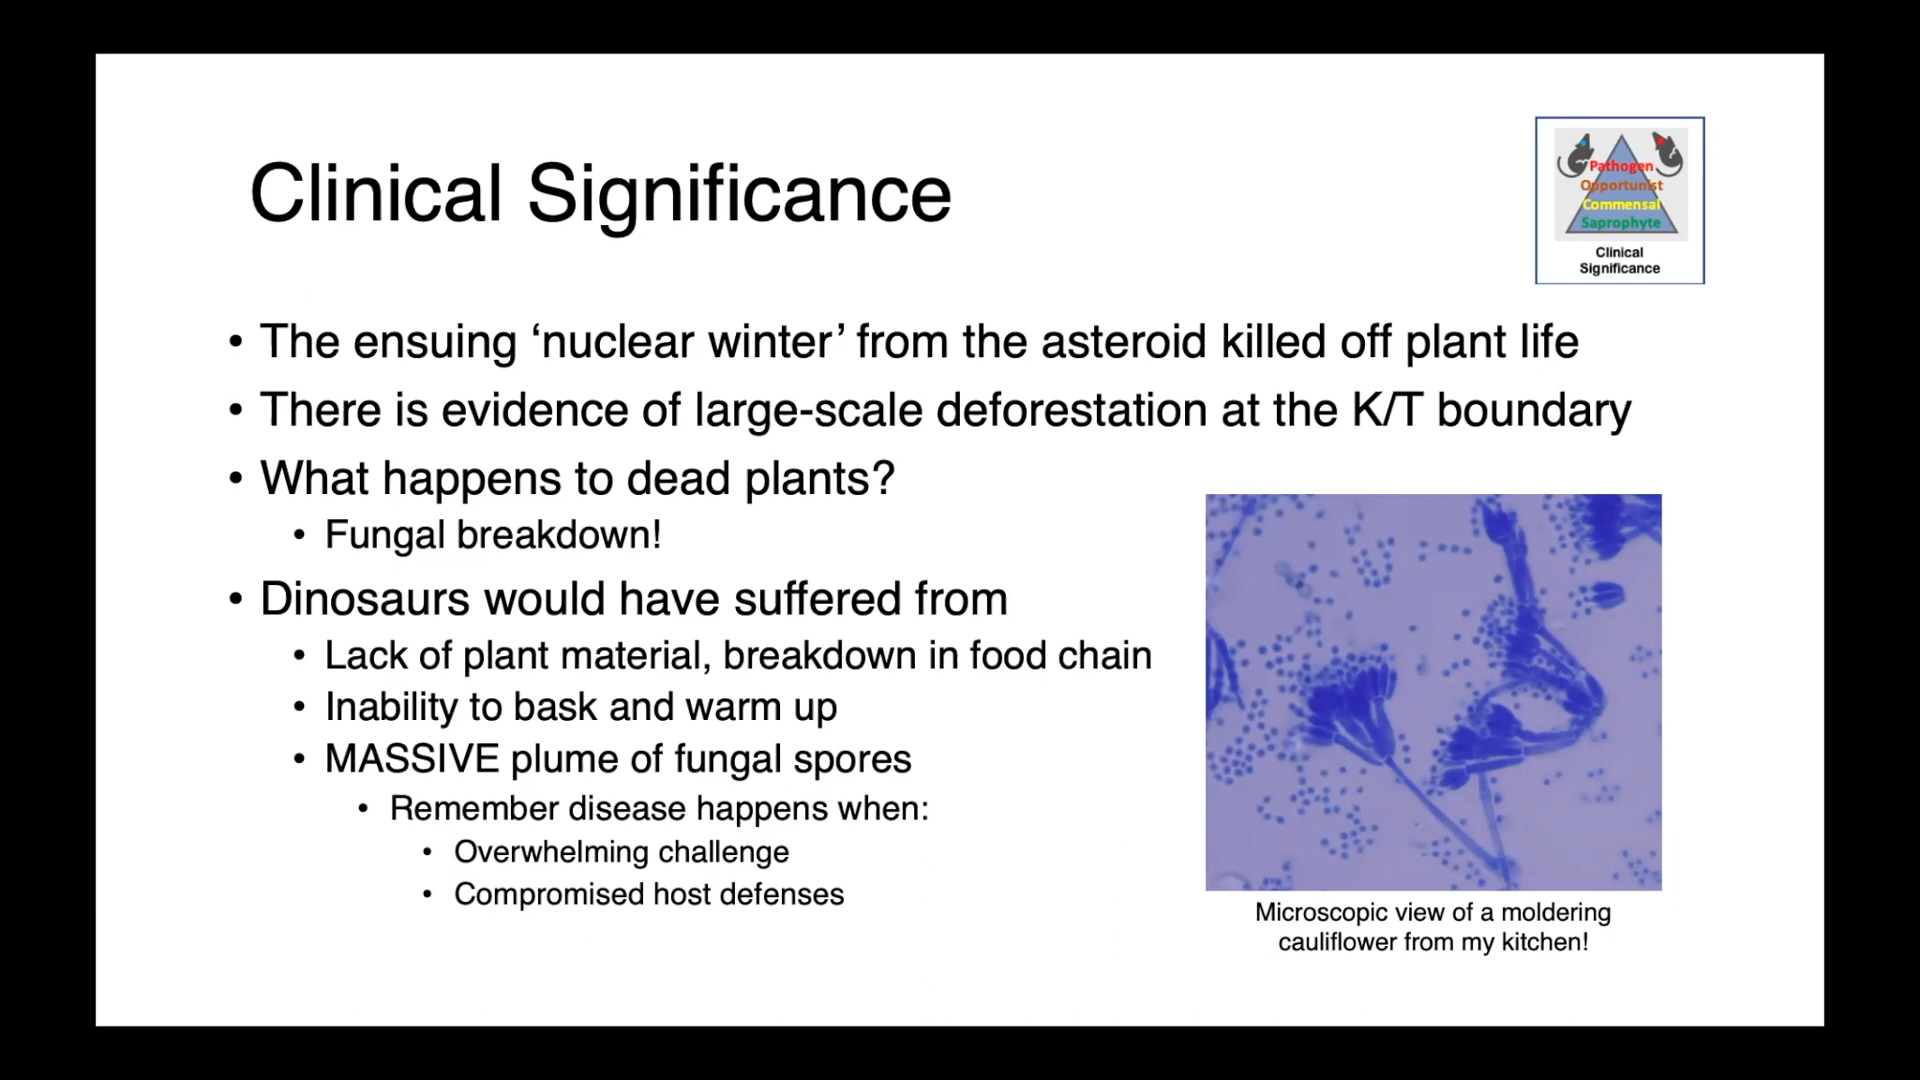 Clinical Significance
Pathogen
Opportunist
Commensal
Saprophyte
Clinical
Significance
• The ensuing ‘nuclear winter’ from the asteroid killed off plant life
• There is evidence of large-scale deforestation at the K/T boundary
• What happens to dead plants?
• Fungal breakdown!
• Dinosaurs would have suffered from
• Lack of plant material, breakdown in food chain
• Inability to bask and warm up
• MASSIVE plume of fungal spores
• Remember disease happens when:
• Overwhelming challenge
• Compromised host defenses
Microscopic view of a moldering
cauliflower from my kitchen!